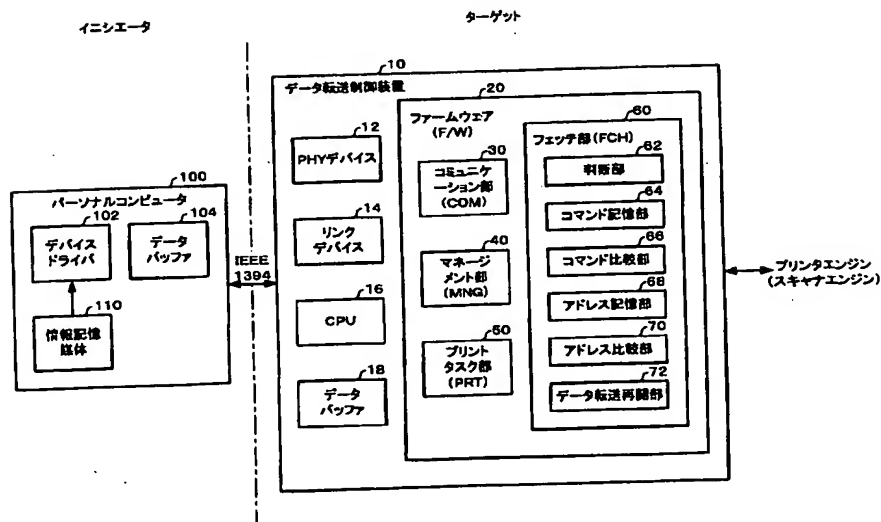 イニシエータ
ターゲット
10
データ転送制御装置
20
ファームウェア
(F/W)
60
フェッチ部(FCH)
12
PHYデバイス
30
コミュニケ
ーション部
(COM)
62
判断部
64
コマンド記憶部
100
パーソナルコンピュータ
102
デバイス
ドライバ
104
データ
バッファ
14
リンク
デバイス
IEEE
1394
40
マネージ
メント部
(MNG)
66
コマンド比較部
68
アドレス記憶部
プリンタエンジン
(スキャナエンジン)
110
情報記憶
媒体
16
CPU
50
プリント
タスク部
(PRT)
70
アドレス比較部
72
データ転送再開部
18
データ
バッファ